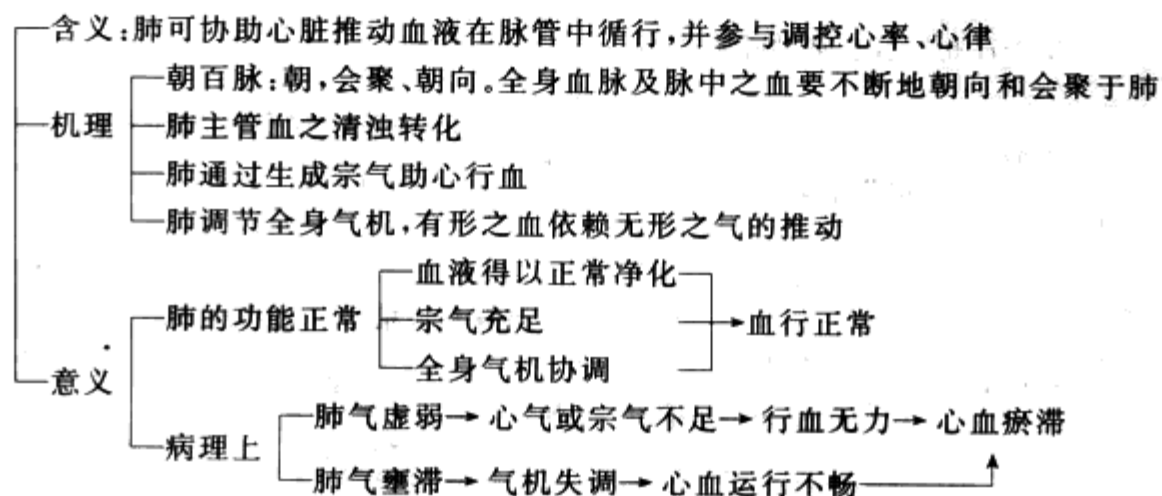 含义:肺可协助心脏推动血液在脉管中循行,并参与调控心率、心律
朝百脉:朝,会聚、朝向。全身血脉及脉中之血要不断地朝向和会聚于肺
机理
肺主管血之清浊转化
肺通过生成宗气助心行血
肺调节全身气机,有形之血依赖无形之气的推动
血液得以正常净化
肺的功能正常
宗气充足
血行正常
全身气机协调
意义
肺气虚弱→心气或宗气不足→行血无力→心血瘀滞
病理上
肺气壅滞→气机失调→心血运行不畅